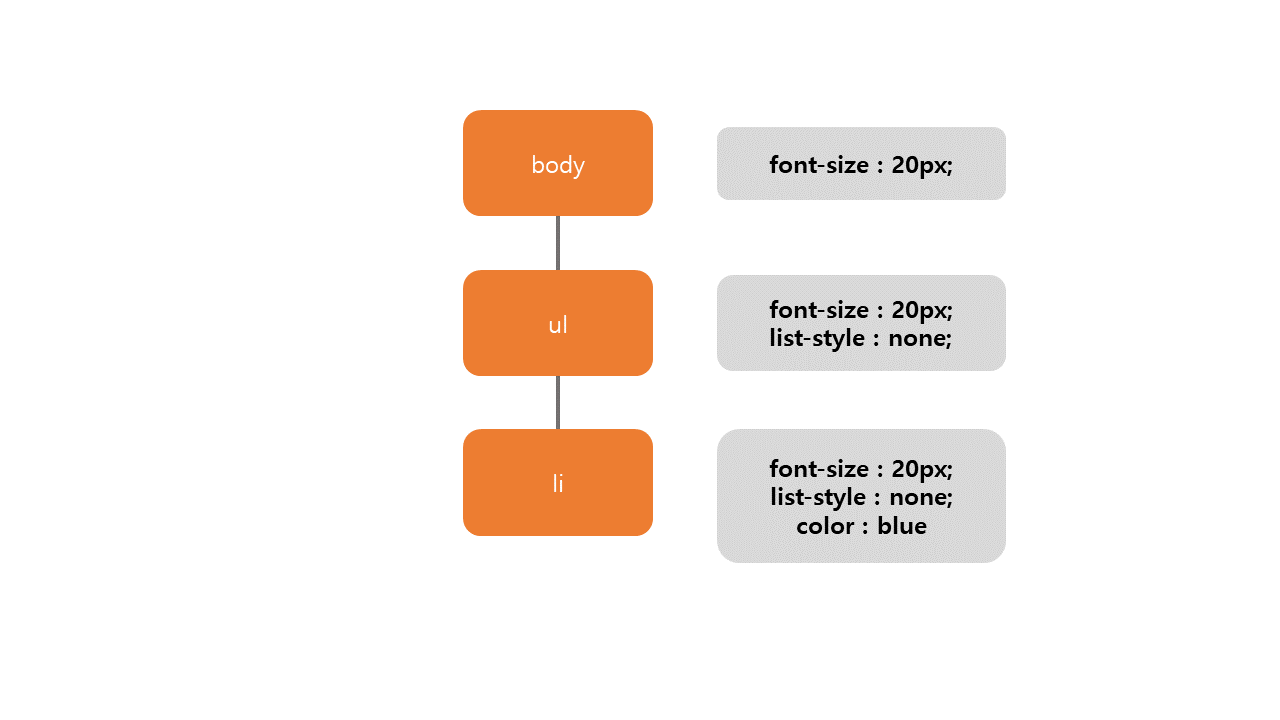 body
font-size : 20px;
ul
font-size : 20px;
list-style : none;
li
font-size : 20px;
list-style : none;
color : blue